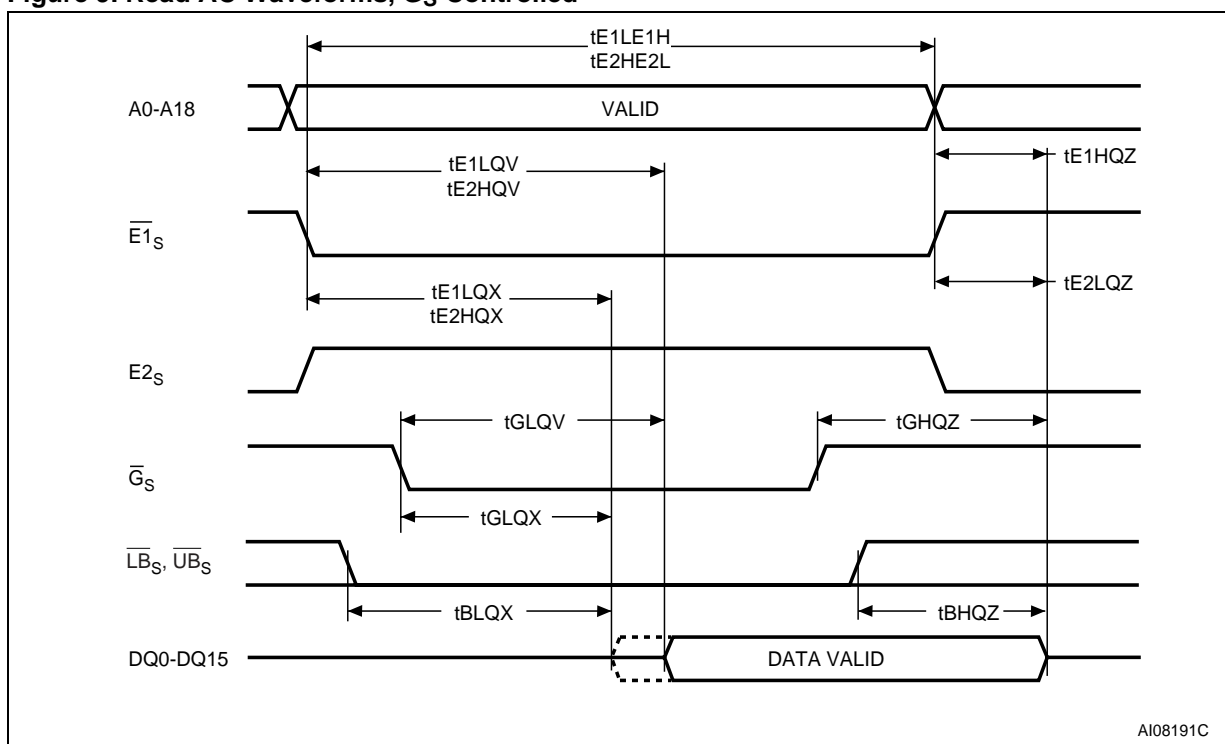 Figure 8. Read AC Waveforms, GS Controlled
tE1LE1H
tE2HE2L
A0-A18
VALID
tE1HQZ
tE1LQV
tE2HQV
E1S
tE2LQZ
tE1LQX
tE2HQX
E2S
tGLQV
tGHQZ
GS
tGLQX
LBS, UBS
tBLQX
tBHQZ
DQ0-DQ15
DATA VALID
AI08191C